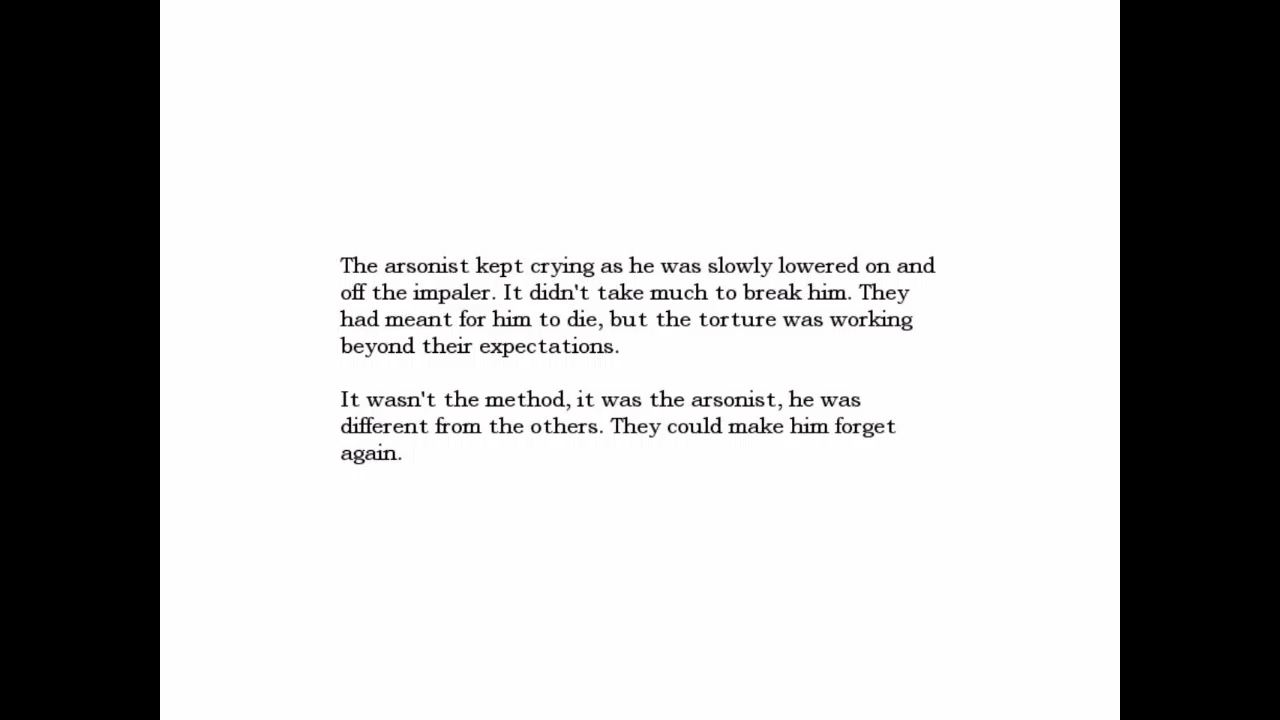 The arsonist kept crying as he was slowly lowered on and
off the impaler. It didn't take much to break him. They
had meant for him to die, but the torture was working
beyond their expectations.
It wasn't the method, it was the arsonist, he was
different from the others. They could make him forget
again.